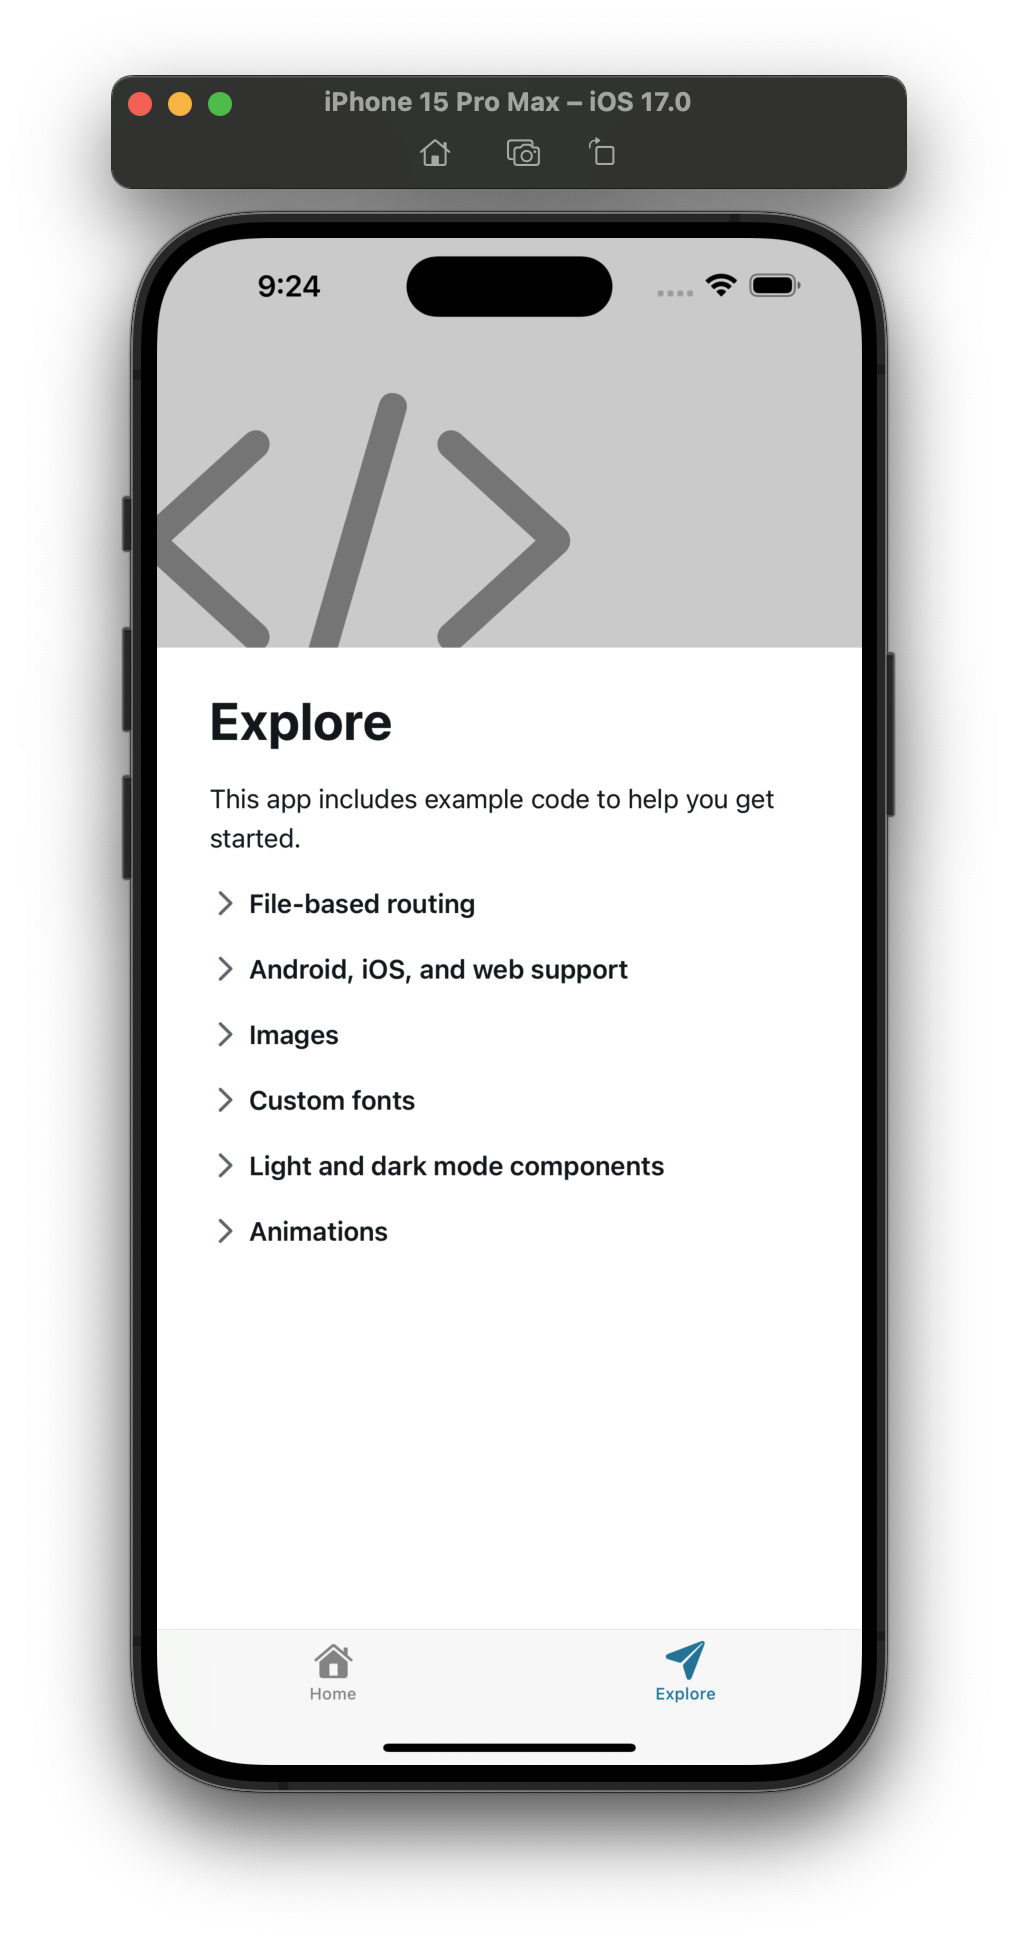 iPhone 15 Pro Max – iOS 17.0
9:24
</>
Explore
This app includes example code to help you get
started.
File-based routing
Android, iOS, and web support
Images
Custom fonts
Light and dark mode components
Animations
Home
Explore